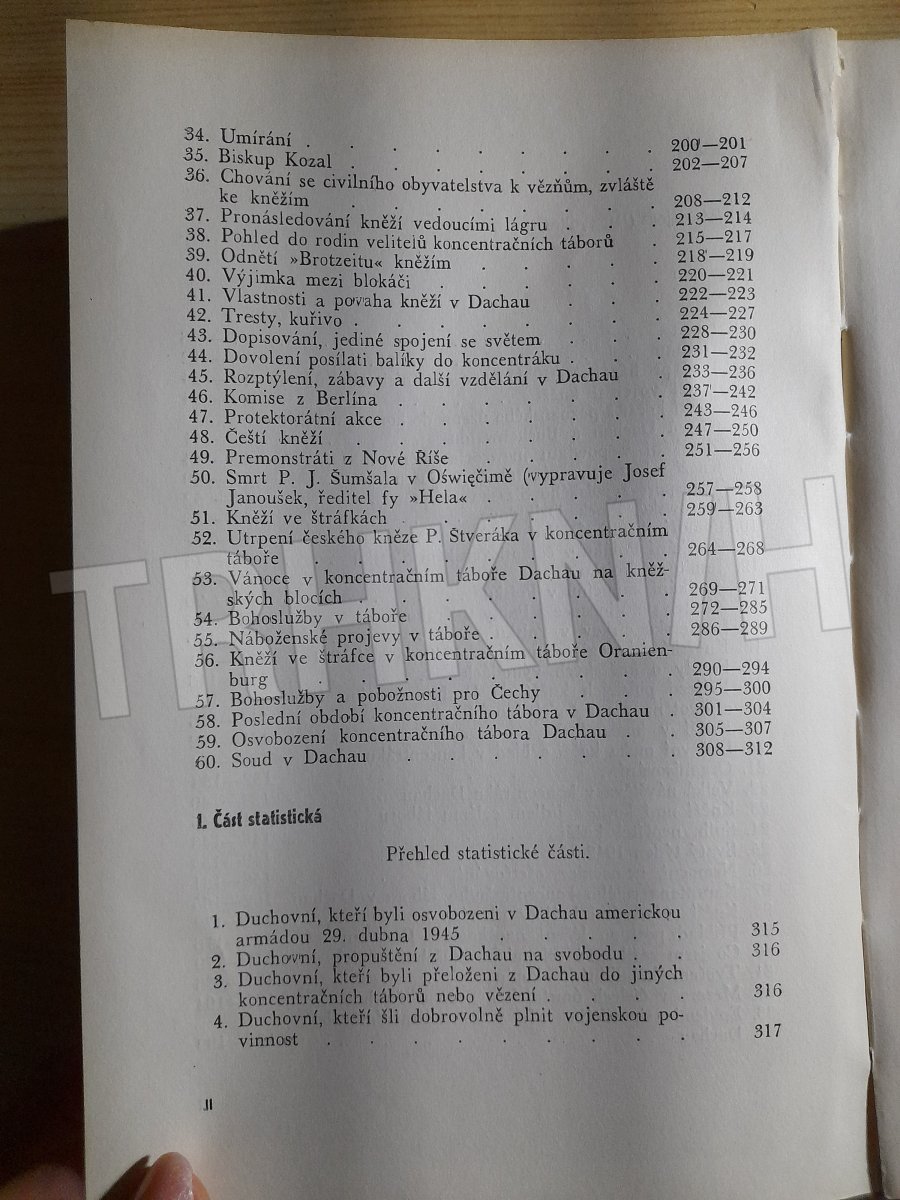 34. Umírání . . . . . . . . . 200—201
35. Biskup Kozal . . . . . . . . 202—207
36. Chování se civilního obyvatelstva k vězňům, zvláště
ke kněžím . . . . . . . . 208—212
37. Pronásledování kněží vedoucími lágru . . . 213—214
38. Pohled do rodin velitelů koncentračních táborů . 215—217
39. Odnětí »Brotzeitu« kněžím . . . . . 218—219
40. Výjimka mezi blokáči . . . . . . 220—221
41. Vlastnosti a povaha kněží v Dachau . . . 222—223
42. Tresty, kuřivo . . . . . . . . 224—227
43. Dopisování, jediné spojení se světem . . . 228—230
44. Dovolení posílati balíky do koncentráku . . . 231—232
45. Rozptýlení, zábavy a další vzdělání v Dachau . 233—236
46. Komise z Berlína . . . . . . . 237—242
47. Protektorátní akce . . . . . . . 243—246
48. Čeští kněží . . . . . . . . 247—250
49. Premonstráti z Nové Říše . . . . . 251—256
50. Smrt P. J. Šumšala v Oświęčimě (vypravuje Josef
Janoušek, ředitel fy »Hela« . . . . . 257—258
51. Kněží ve štráfkách . . . . . . . 259—263
52. Utrpení českého kněze P. Štveráka v koncentračním
táboře . . . . . . . . . 264—268
53. Vánoce v koncentračním táboře Dachau na kněž-
ských blocích . . . . . . . . 269—271
54. Bohoslužby v táboře . . . . . . 272—285
55. Náboženské projevy v táboře . . . . . 286—289
56. Kněží ve štráfce v koncentračním táboře Oranien-
burg . . . . . . . . . 290—294
57. Bohoslužby a pobožnosti pro Čechy . . . 295—300
58. Poslední období koncentračního tábora v Dachau . 301—304
59. Osvobození koncentračního tábora Dachau . . 305—307
60. Soud v Dachau . . . . . . . 308—312
1. Část statistická
Přehled statistické části.
1. Duchovní, kteří byli osvobozeni v Dachau americkou
armádou 29. dubna 1945 . . . . . 315
2. Duchovní, propuštění z Dachau na svobodu . . 316
3. Duchovní, kteří byli přeloženi z Dachau do jiných
koncentračních táborů nebo vězení . . . . 316
4. Duchovní, kteří šli dobrovolně plnit vojenskou po-
vinnost . . . . . . . . . 317
II
TRHKNIH